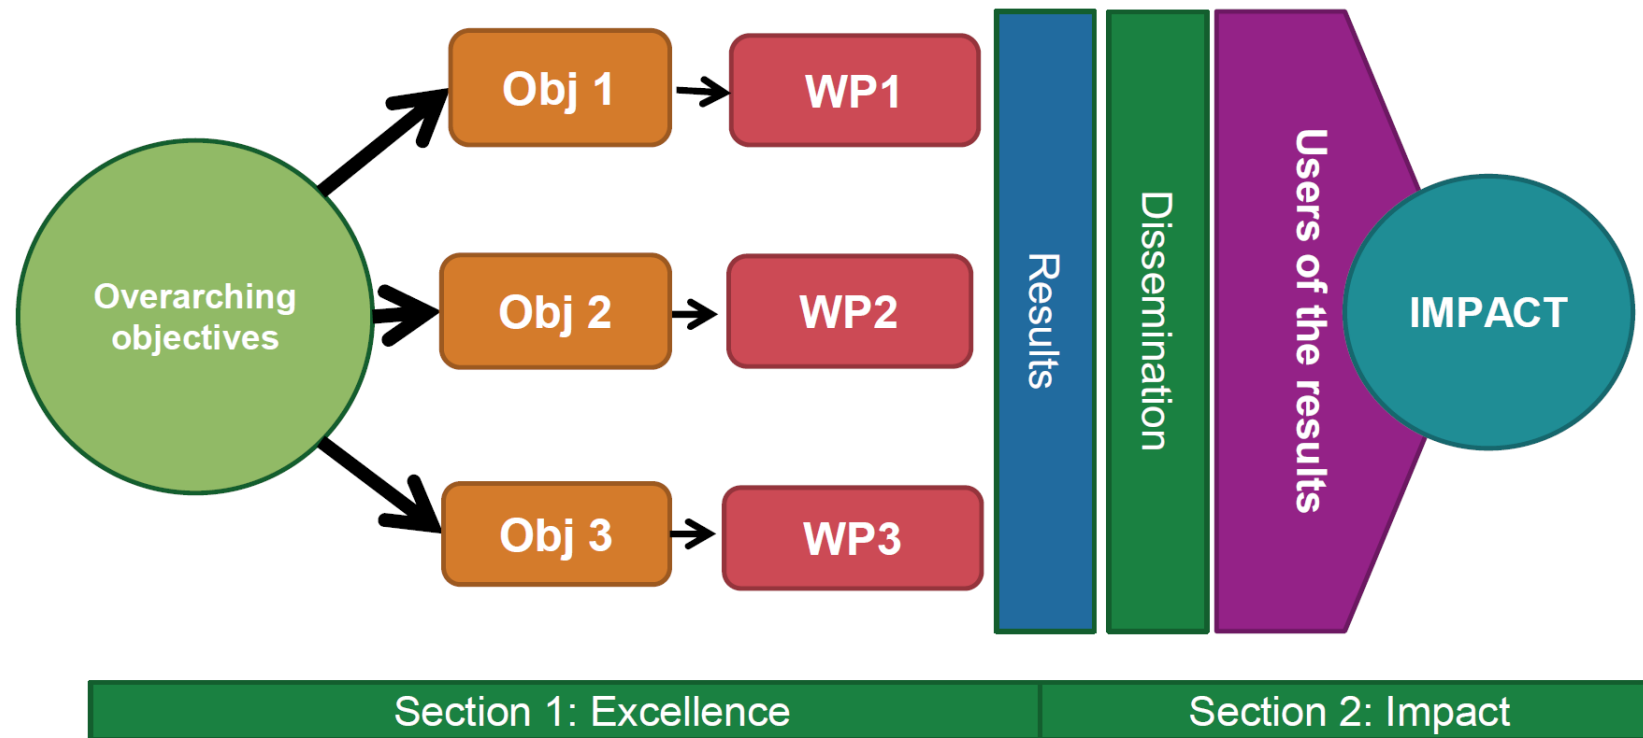 Overarching
objectives
Obj 1
WP1
Obj 2
WP2
Obj 3
WP3
Results
Dissemination
Users of the results
IMPACT
Section 1: Excellence
Section 2: Impact